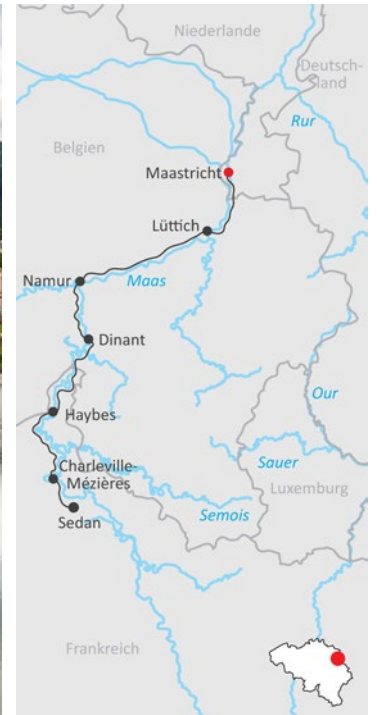 Niederlande
Deutsch-
land
Rur
Belgien
Maastricht
Lüttich
Namur
Maas
Dinant
Our
Haybes
Sauer
Charleville-
Mézières
Luxemburg
Semois
Sedan
Frankreich